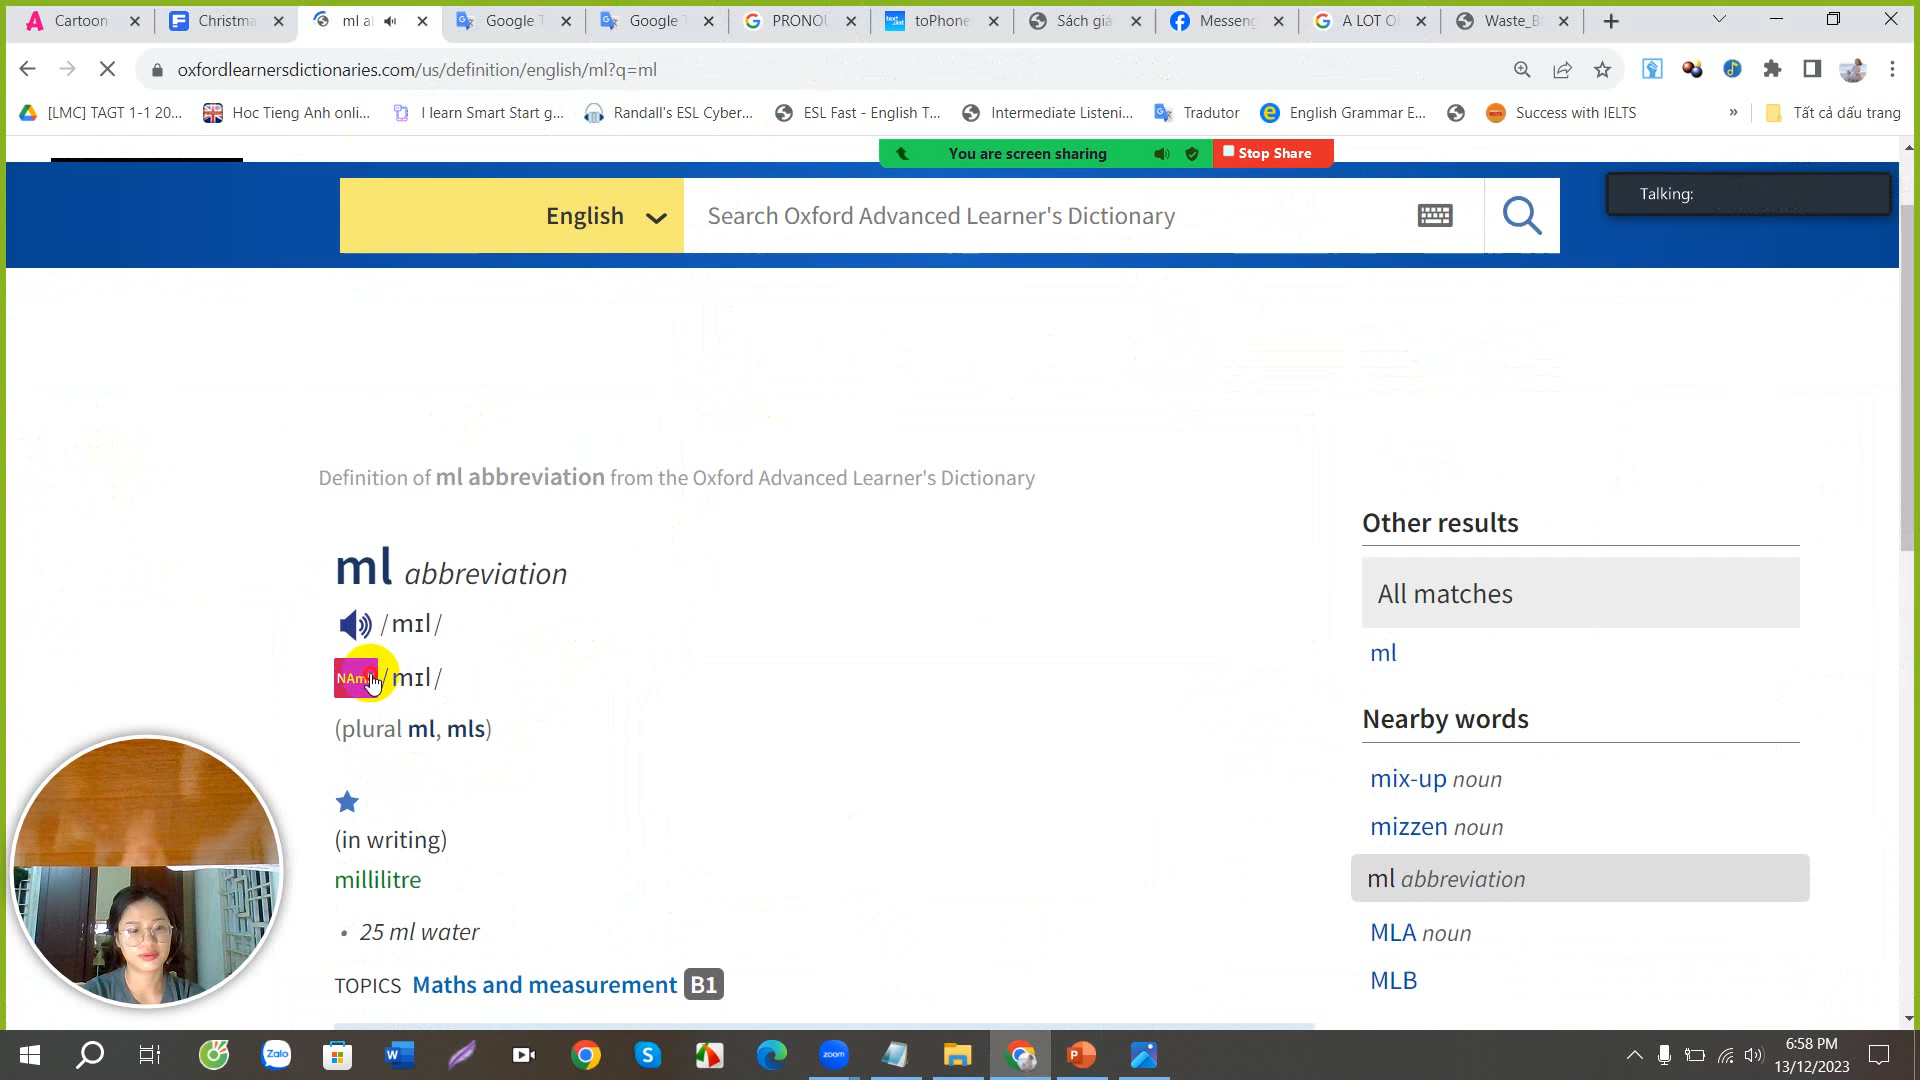 Cartoon
Christma
ml al
Google T
Google T
PRONOU
toPhone
Sách giá
Messeng
A LOT O
Waste_B
oxfordlearnersdictionaries.com/us/definition/english/ml?q=ml
[LMC] TAGT 1-1 20...
Hoc Tieng Anh onli...
I learn Smart Start g...
Randall's ESL Cyber...
ESL Fast - English T...
Intermediate Listeni...
Tradutor
English Grammar E...
Success with IELTS
»
Tất cả dấu trang
You are screen sharing
Stop Share
Talking:
English
Search Oxford Advanced Learner's Dictionary
Definition of ml abbreviation from the Oxford Advanced Learner's Dictionary
ml abbreviation
/mɪl/
NAm /mɪl/
(plural ml, mls)
(in writing)
millilitre
• 25 ml water
TOPICS Maths and measurement B1
Other results
All matches
ml
Nearby words
mix-up noun
mizzen noun
ml abbreviation
MLA noun
MLB
Zalo
zoom
6:58 PM
13/12/2023